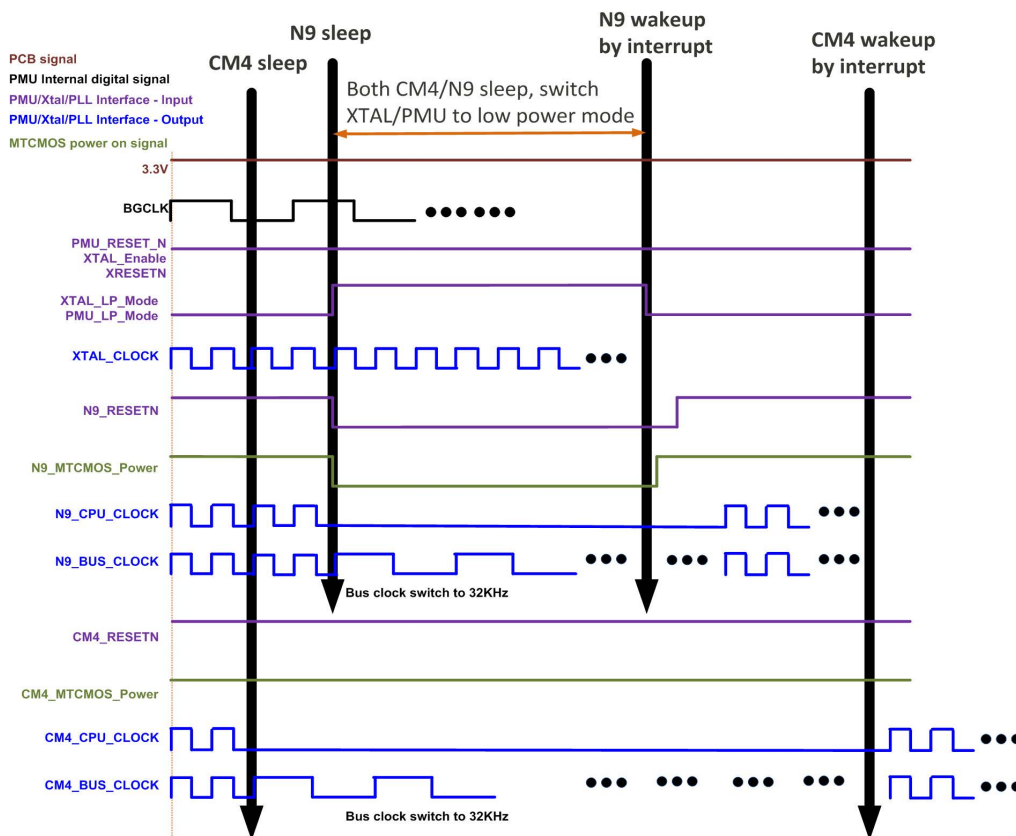 N9 sleep
N9 wakeup
by interrupt
CM4 sleep
CM4 wakeup
by interrupt
PCB signal
PMU Internal digital signal
PMU/Xtal/PLL Interface - Input
PMU/Xtal/PLL Interface - Output
MTCMOS power on signal
Both CM4/N9 sleep, switch
XTAL/PMU to low power mode
3.3V
BGCLK
PMU_RESET_N
XTAL_Enable
XRESETN
XTAL_LP_Mode
PMU_LP_Mode
XTAL_CLOCK
N9_RESETN
N9_MTCMOS_Power
N9_CPU_CLOCK
N9_BUS_CLOCK
Bus clock switch to 32KHz
CM4_RESETN
CM4_MTCMOS_Power
CM4_CPU_CLOCK
CM4_BUS_CLOCK
Bus clock switch to 32KHz